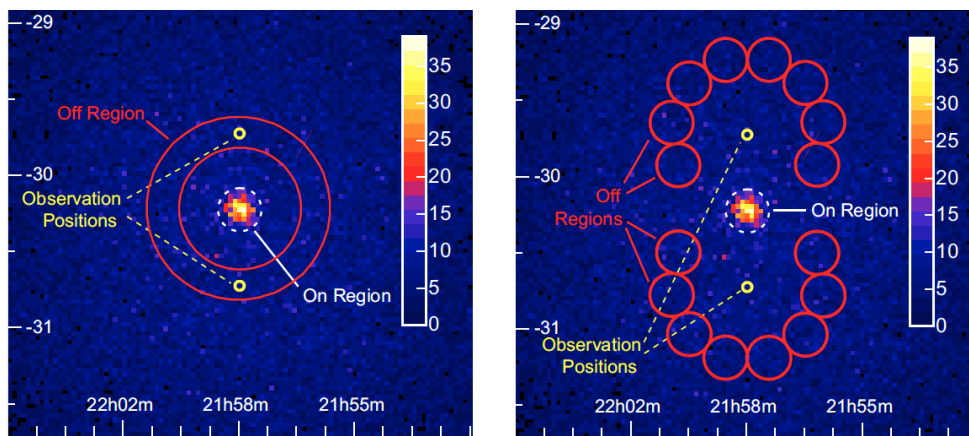 -29
35
30
25
20
15
10
5
0
Off Region
-30
Observation
Positions
On Region
-31
22h02m
21h58m
21h55m
-29
35
30
25
20
15
10
5
0
-30
Off
Regions
On Region
-31
Observation
Positions
22h02m
21h58m
21h55m